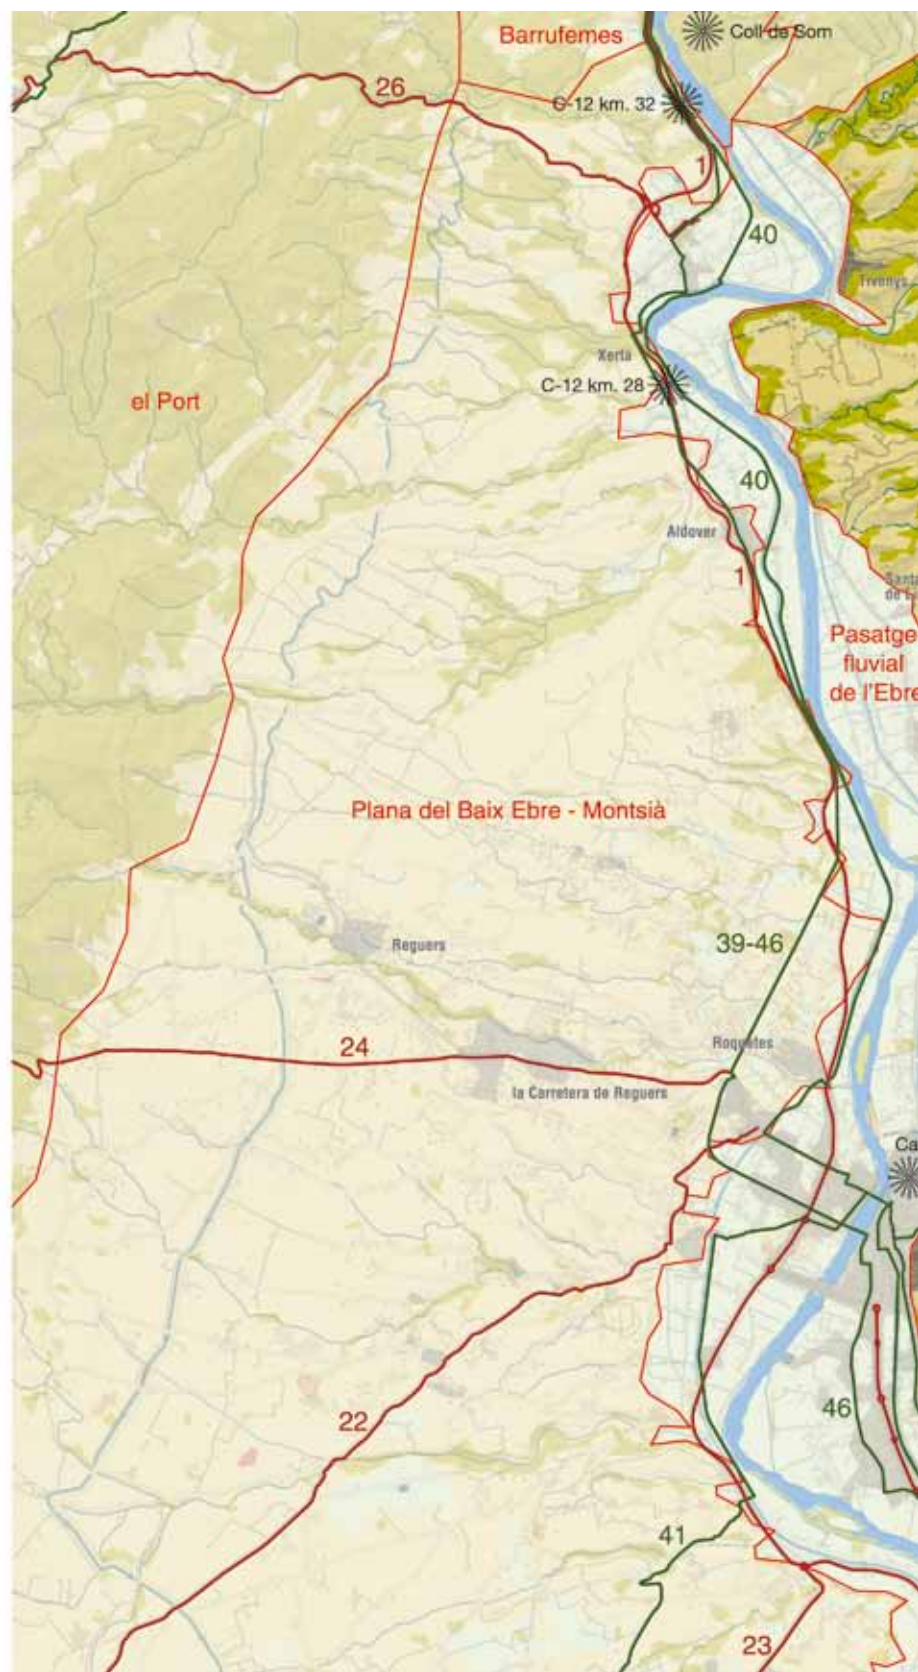 Barrufemes
Coll de Som
26
C-12 km. 32
1
40
Tivenys
Xerta
C-12 km. 28
el Port
40
Aldover
1
Pasatge
fluvial
de l'Ebre
Plana del Baix Ebre - Montsià
39-46
Reguers
24
Roquetes
la Carretera de Reguers
Ca
22
46
41
23